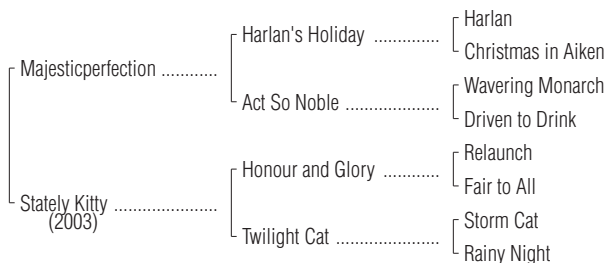 Harlan
Harlan's Holiday ..............
Christmas in Aiken
Majesticperfection ............
Wavering Monarch
Act So Noble ....................
Driven to Drink
Relaunch
Honour and Glory ............
Fair to All
Stately Kitty ......................
(2003)
Storm Cat
Twilight Cat ......................
Rainy Night